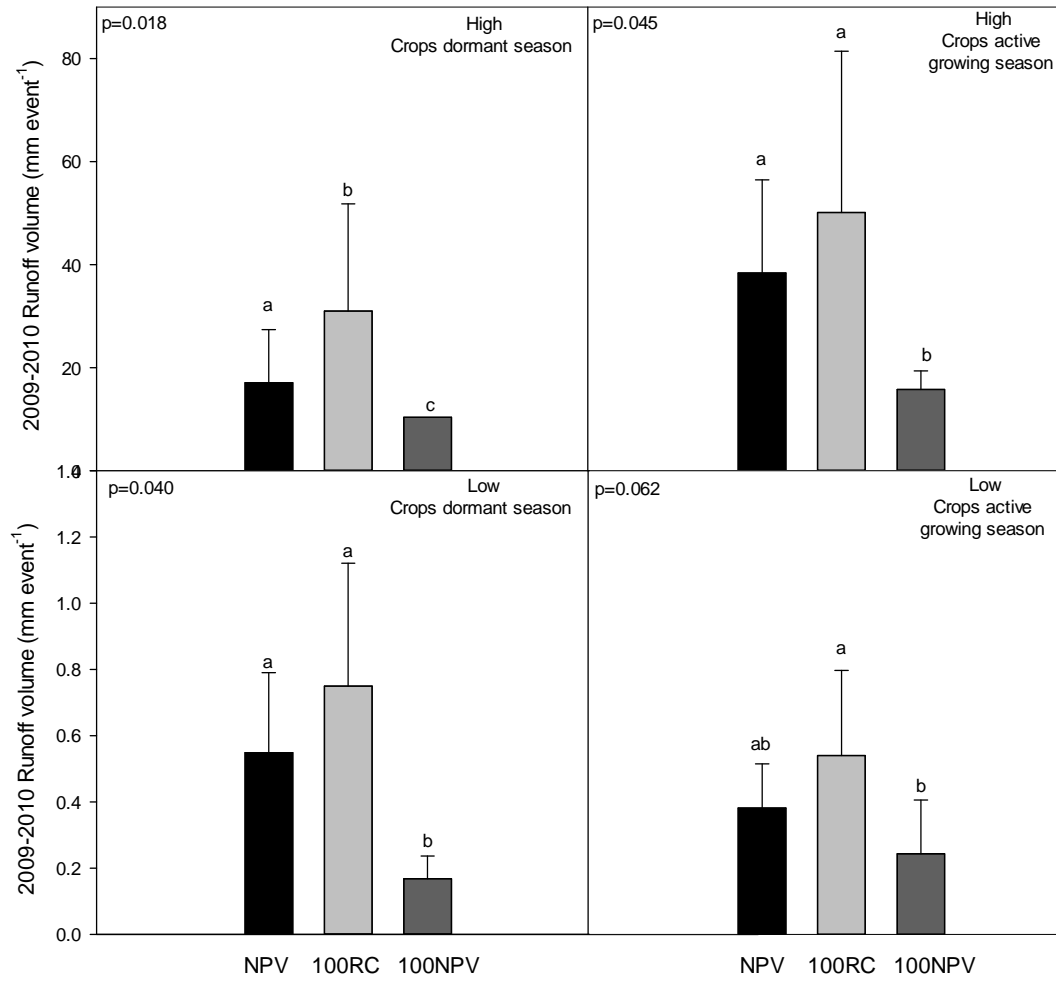 p=0.018
High
Crops dormant season
p=0.045
High
Crops active
growing season
2009-2010 Runoff volume (mm event-1)
80
60
40
20
0
a
b
c
a
a
b
p=0.040
Low
Crops dormant season
p=0.062
Low
Crops active
growing season
2009-2010 Runoff volume (mm event-1)
1.4
1.2
1.0
0.8
0.6
0.4
0.2
0.0
a
a
b
ab
a
b
NPV 100RC 100NPV NPV 100RC 100NPV